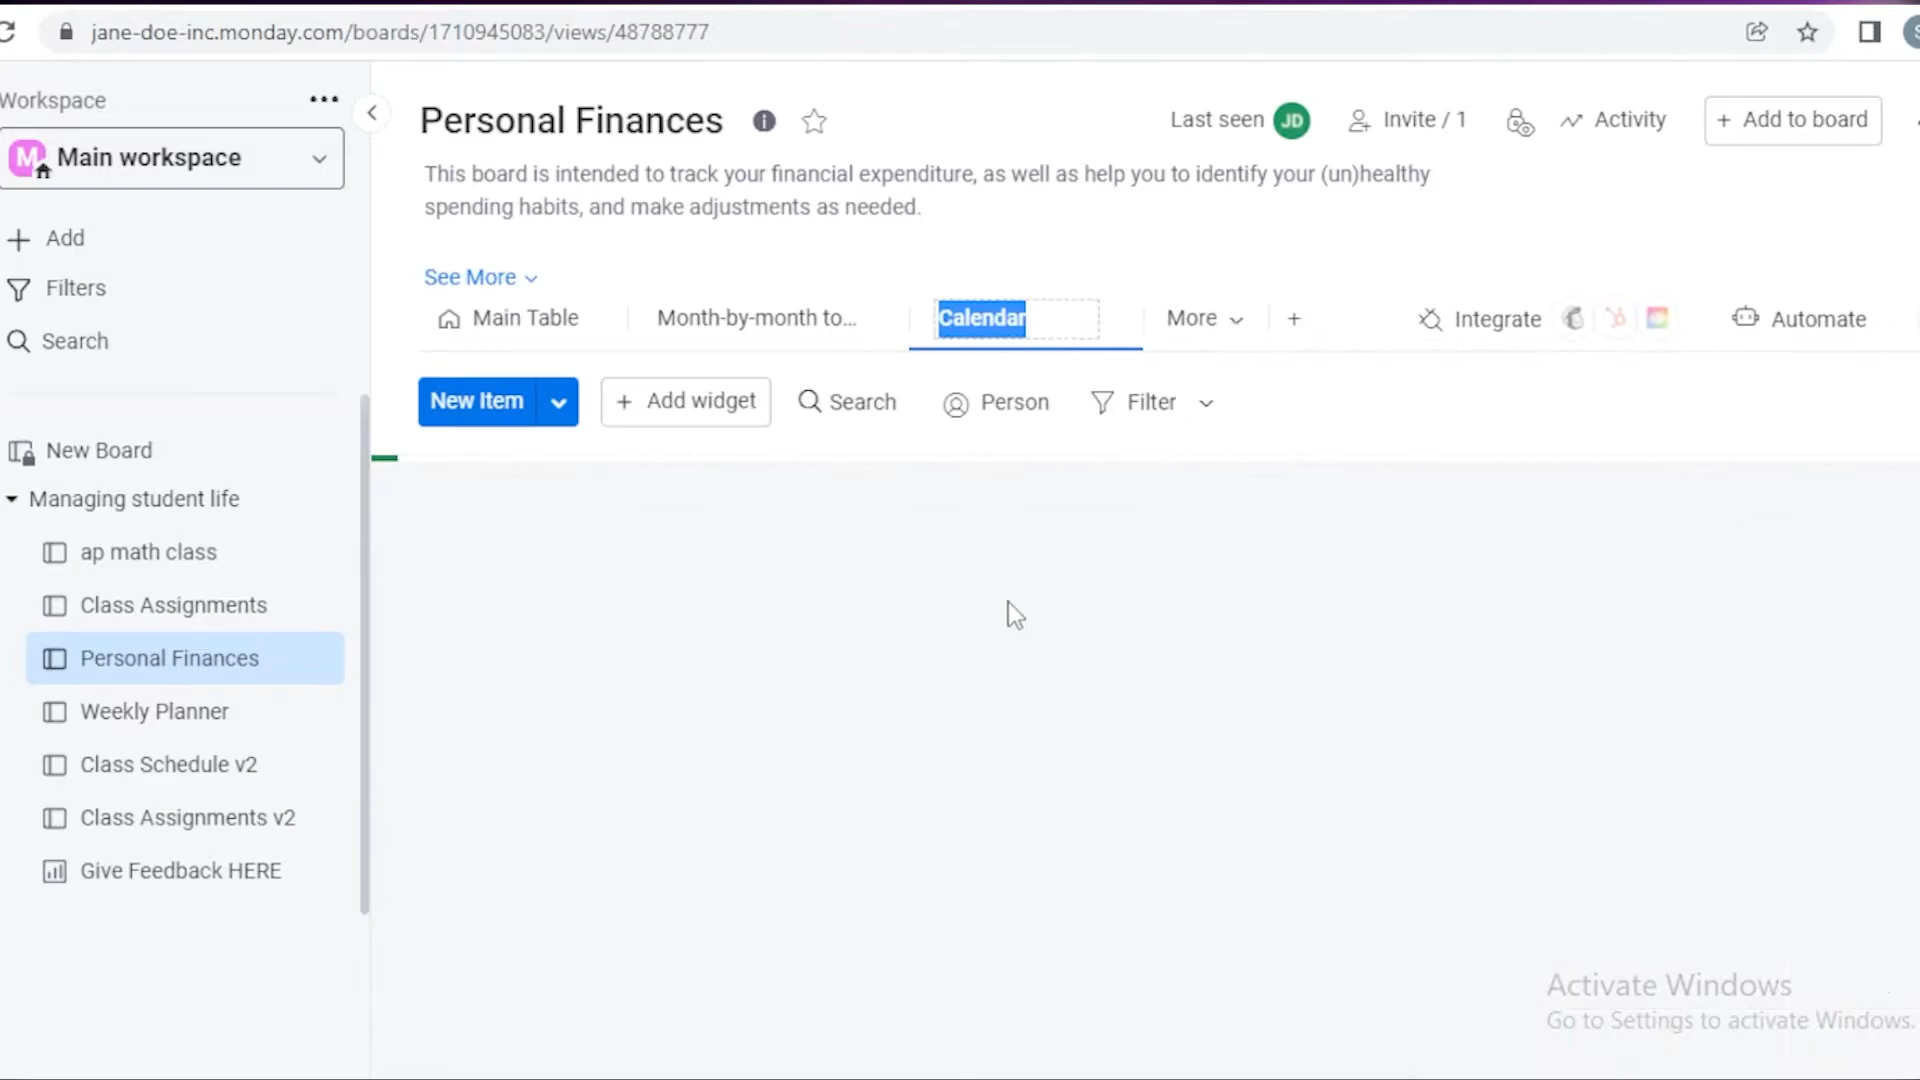 jane-doe-inc.monday.com/boards/1710945083/views/48788777
Workspace
M Main workspace
Add
Filters
Search
New Board
Managing student life
ap math class
Class Assignments
Personal Finances
Weekly Planner
Class Schedule v2
Class Assignments v2
Give Feedback HERE
Personal Finances
Last seen JD Invite / 1 Activity + Add to board
This board is intended to track your financial expenditure, as well as help you to identify your (un)healthy
spending habits, and make adjustments as needed.
See More
Main Table Month-by-month to... Calendar More + Integrate Automate
New Item + Add widget Search Person Filter
Activate Windows
Go to Settings to activate Windows.